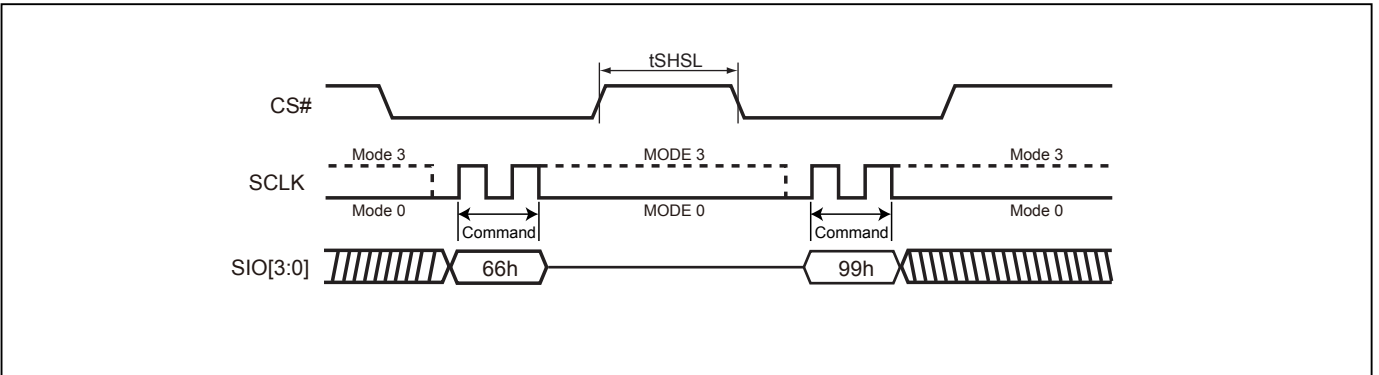 tSHSL
CS#
Mode 3 MODE 3 Mode 3
SCLK
Mode 0 MODE 0 Mode 0
Command Command
SIO[3:0] 66h 99h